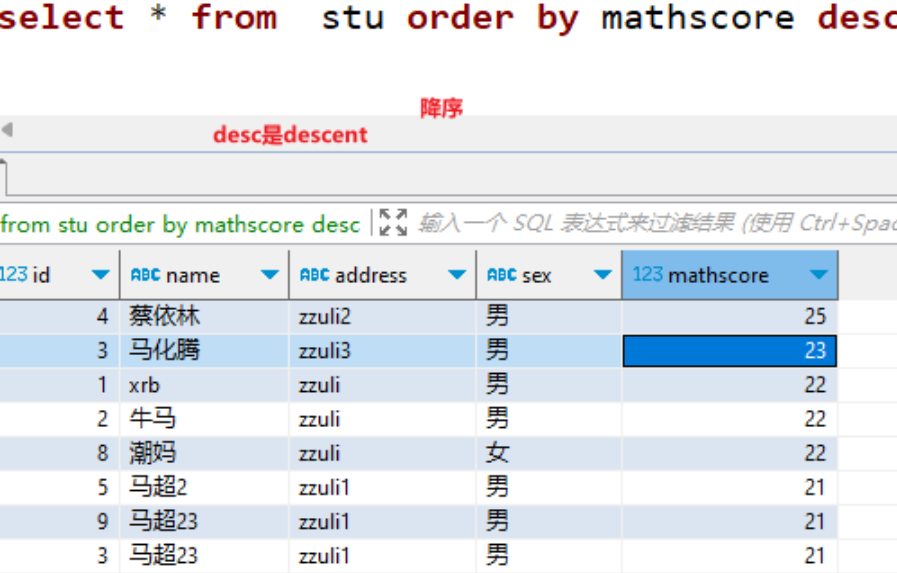 select * from  stu order by mathscore desc
降序
desc是descent
from stu order by mathscore desc 输入一个 SQL 表达式来过滤结果 (使用 Ctrl+Spac
123 id ABC name ABC address ABC sex 123 mathscore
4 蔡依林 zzuli2 男 25
3 马化腾 zzuli3 男 23
1 xrb zzuli 男 22
2 牛马 zzuli 男 22
8 潮妈 zzuli 女 22
5 马超2 zzuli1 男 21
9 马超23 zzuli1 男 21
3 马超23 zzuli1 男 21